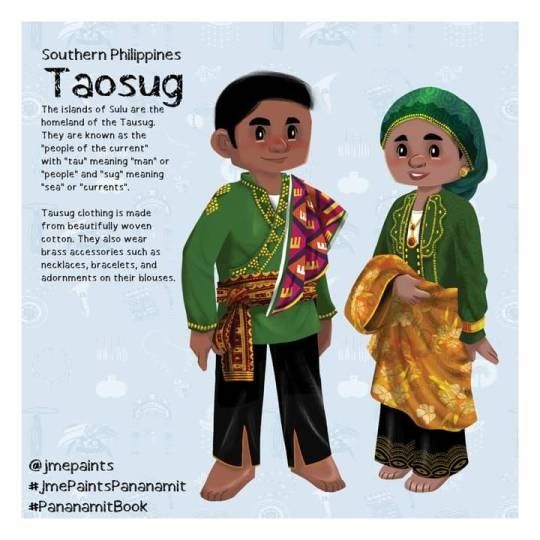 Southern Philippines
Taosug
The islands of Sulu are the
homeland of the Tausug.
They are known as the
"people of the current"
with "tau" meaning "man" or
"people" and "sug" meaning
"sea" or "currents".
Tausug clothing is made
from beautifully woven
cotton. They also wear
brass accessories such as
necklaces, bracelets, and
adornments on their blouses.
@jmepaints
#JmePaintsPananamit
#PananamitBook